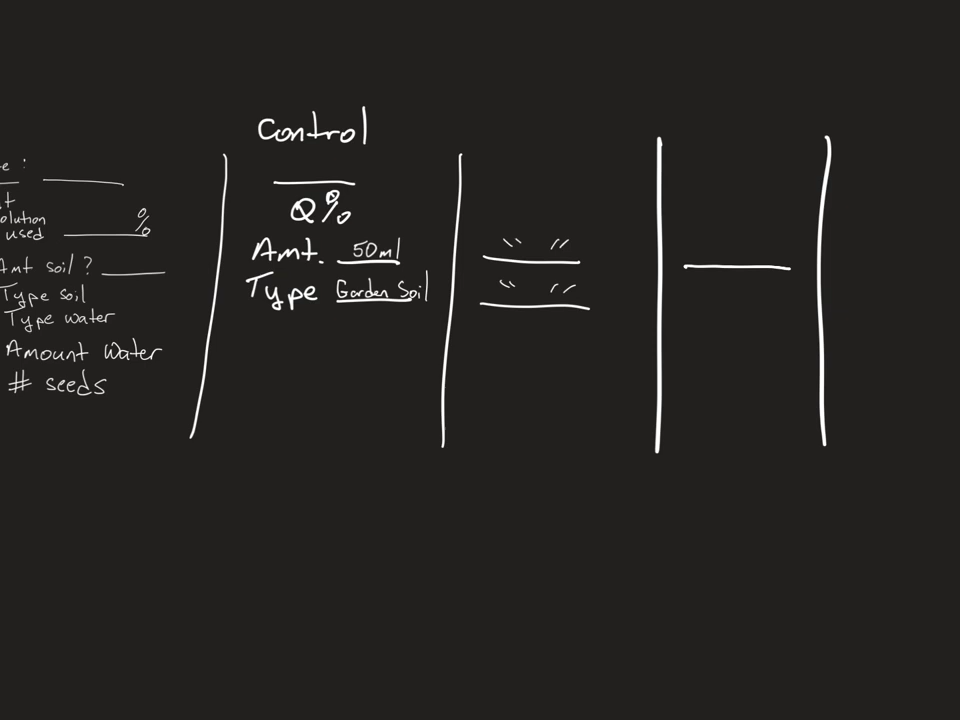 Control
Q%
Amt. 50ml
Type Garden Soil
e :
t
olution
used %
Amt soil ?
Type soil
Type water
Amount Water
# seeds
" "
" "